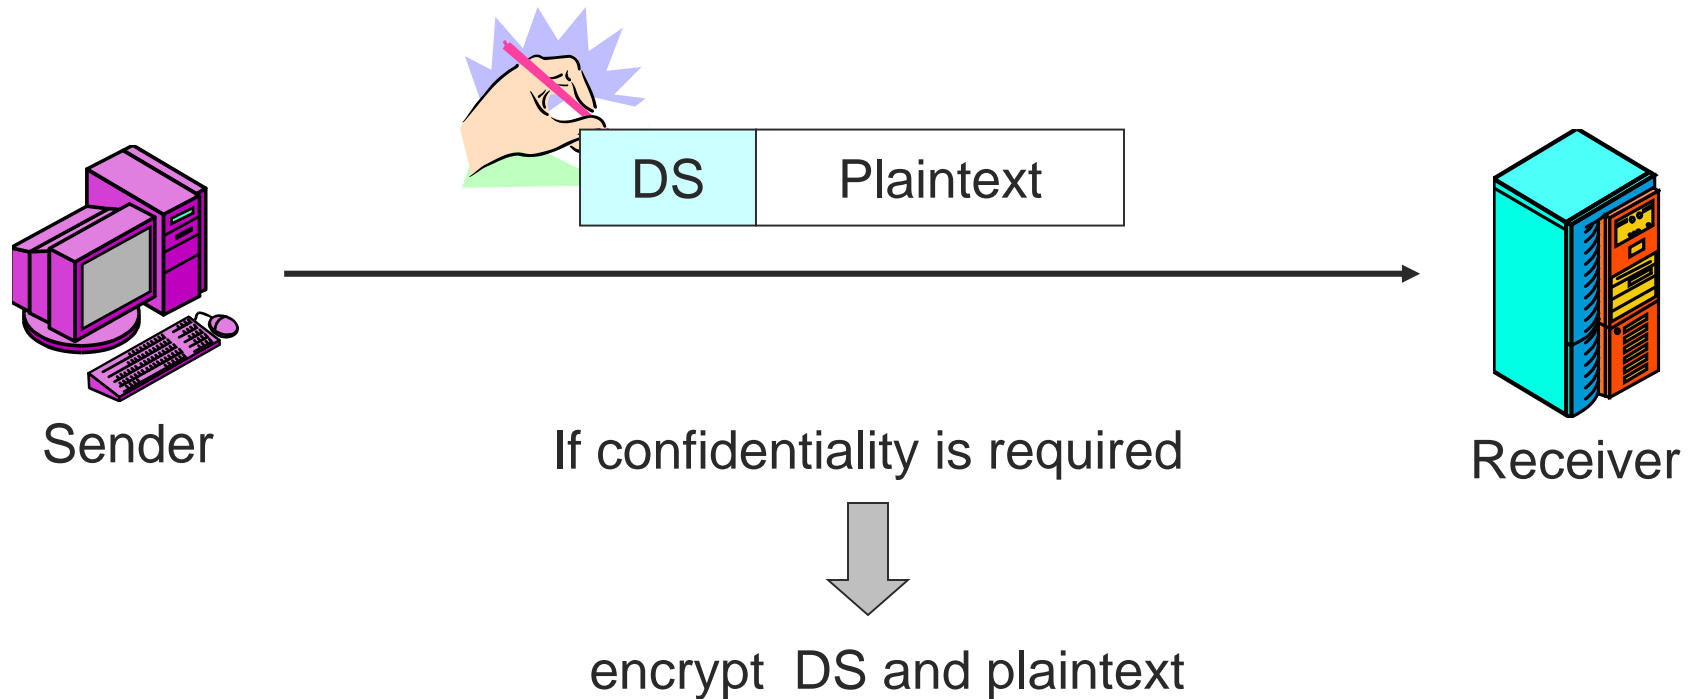 DS Plaintext
Sender
If confidentiality is required
Receiver
encrypt DS and plaintext